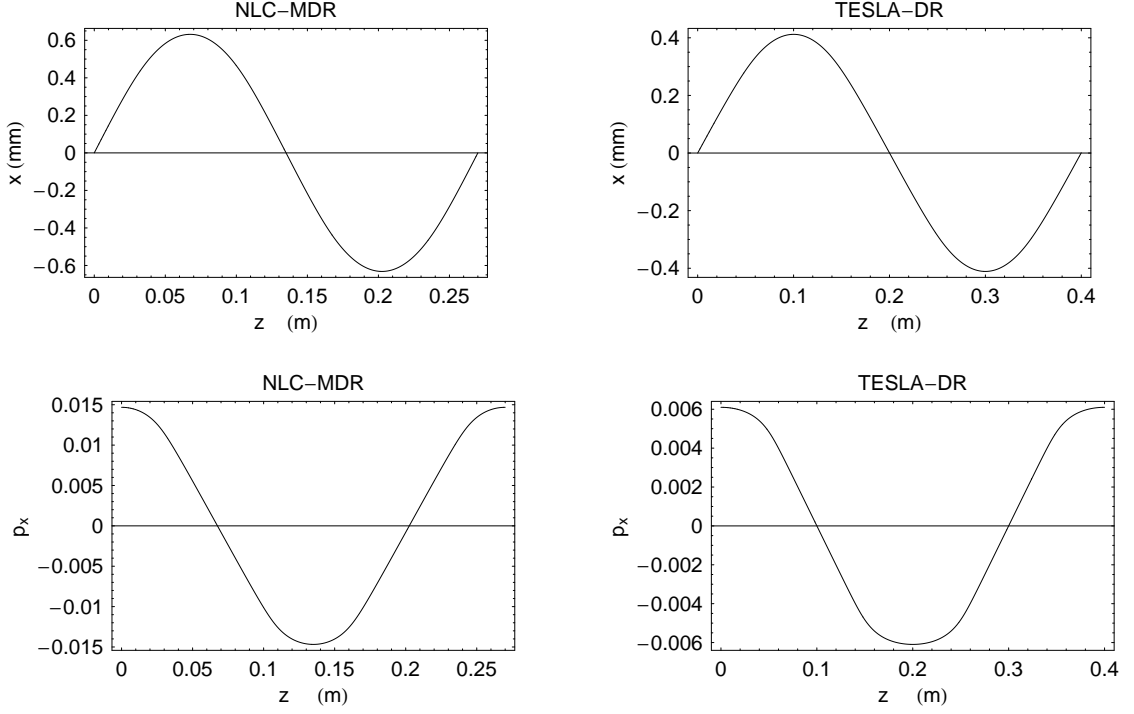 NLC−MDR
x (mm)
0.6
0.4
0.2
0
−0.2
−0.4
−0.6
0 0.05 0.1 0.15 0.2 0.25
z (m)
TESLA−DR
x (mm)
0.4
0.2
0
−0.2
−0.4
0 0.1 0.2 0.3 0.4
z (m)
NLC−MDR
pₓ
0.015
0.01
0.005
0
−0.005
−0.01
−0.015
0 0.05 0.1 0.15 0.2 0.25
z (m)
TESLA−DR
pₓ
0.006
0.004
0.002
0
−0.002
−0.004
−0.006
0 0.1 0.2 0.3 0.4
z (m)